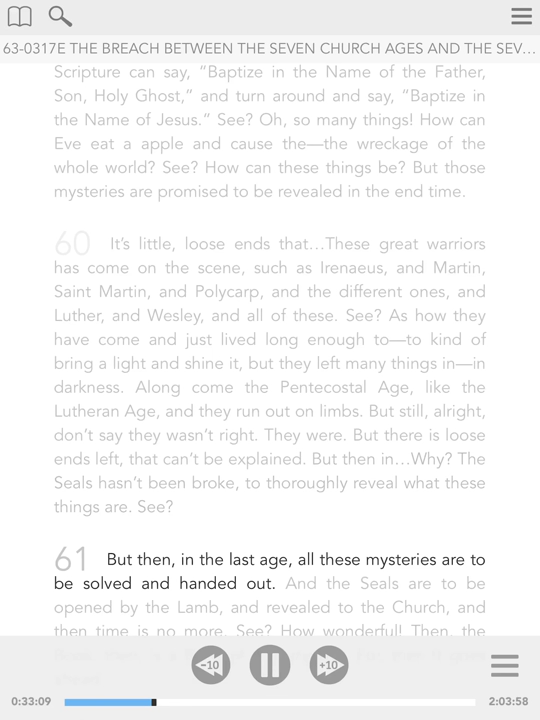 63-0317E THE BREACH BETWEEN THE SEVEN CHURCH AGES AND THE SEV…
Scripture can say, “Baptize in the Name of the Father,
Son, Holy Ghost,” and turn around and say, “Baptize in
the Name of Jesus.” See? Oh, so many things! How can
Eve eat a apple and cause the—the wreckage of the
whole world? See? How can these things be? But those
mysteries are promised to be revealed in the end time.
60 It’s little, loose ends that…These great warriors
has come on the scene, such as Irenaeus, and Martin,
Saint Martin, and Polycarp, and the different ones, and
Luther, and Wesley, and all of these. See? As how they
have come and just lived long enough to—to kind of
bring a light and shine it, but they left many things in—in
darkness. Along come the Pentecostal Age, like the
Lutheran Age, and they run out on limbs. But still, alright,
don’t say they wasn’t right. They were. But there is loose
ends left, that can’t be explained. But then in…Why? The
Seals hasn’t been broke, to thoroughly reveal what these
things are. See?
61 But then, in the last age, all these mysteries are to
be solved and handed out. And the Seals are to be
opened by the Lamb, and revealed to the Church, and
then time is no more. See? How wonderful! Then, the
-10 +10
0:33:09 2:03:58